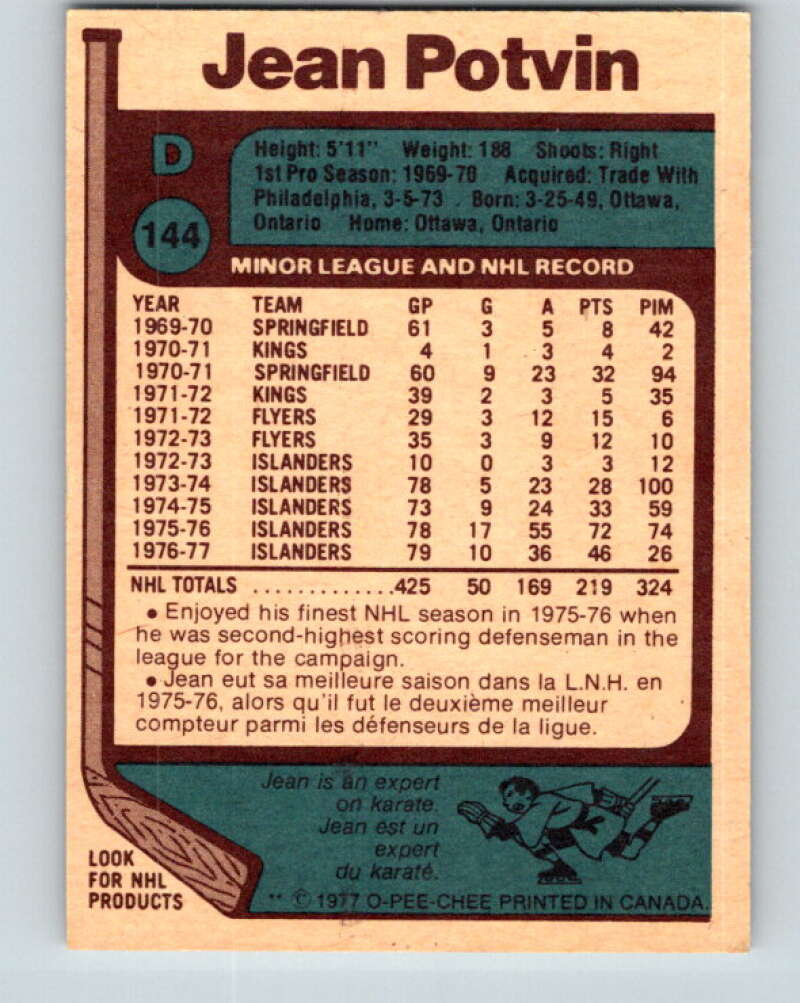 Jean Potvin
D
144
Height: 5'11" Weight: 188 Shoots: Right
1st Pro Season: 1969-70 Acquired: Trade With
Philadelphia, 3-5-73 . Born: 3-25-49, Ottawa,
Ontario Home: Ottawa, Ontario
MINOR LEAGUE AND NHL RECORD
YEAR TEAM GP G A PTS PIM
1969-70 SPRINGFIELD 61 3 5 8 42
1970-71 KINGS 4 1 3 4 2
1970-71 SPRINGFIELD 60 9 23 32 94
1971-72 KINGS 39 2 3 5 35
1971-72 FLYERS 29 3 12 15 6
1972-73 FLYERS 35 3 9 12 10
1972-73 ISLANDERS 10 0 3 3 12
1973-74 ISLANDERS 78 5 23 28 100
1974-75 ISLANDERS 73 9 24 33 59
1975-76 ISLANDERS 78 17 55 72 74
1976-77 ISLANDERS 79 10 36 46 26
NHL TOTALS .............425 50 169 219 324
• Enjoyed his finest NHL season in 1975-76 when
he was second-highest scoring defenseman in the
league for the campaign.
• Jean eut sa meilleure saison dans la L.N.H. en
1975-76, alors qu'il fut le deuxième meilleur
compteur parmi les défenseurs de la ligue.
Jean is an expert
on karate.
Jean est un
expert
du karaté.
LOOK
FOR NHL
PRODUCTS
** © 1977 O-PEE-CHEE PRINTED IN CANADA.